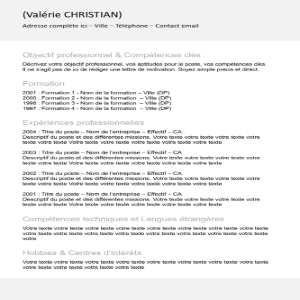 (Valérie CHRISTIAN)
Adresse complète ici – Ville – Téléphone – Contact email
Objectif professionnel & Compétences clés
Décrivez votre objectif professionnel, vos aptitudes pour le poste, vos compétences clés.
Il ne s'agit pas de ici de rédiger une lettre de motivation. Soyez simple précis et direct.
Formation
2001 : Formation 1 - Nom de la formation – Ville (DP)
2000 : Formation 2 - Nom de la formation – Ville (DP)
1998 : Formation 3 - Nom de la formation – Ville (DP)
1997 : Formation 4 - Nom de la formation – Ville (DP)
Expériences professionnelles
2004 : Titre du poste – Nom de l'entreprise – Effectif – CA
Descriptif du poste et des différentes missions. Votre texte votre texte votre texte votre
texte votre texte Votre texte votre texte votre texte votre texte votre texte
2003 : Titre du poste – Nom de l'entreprise – Effectif – CA
Descriptif du poste et des différentes missions. Votre texte votre texte votre texte votre
texte votre texte Votre texte votre texte votre texte votre texte votre texte
2002 : Titre du poste – Nom de l'entreprise – Effectif – CA
Descriptif du poste et des différentes missions. Votre texte votre texte votre texte votre
texte votre texte Votre texte votre texte votre texte votre texte votre texte
2001 : Titre du poste – Nom de l'entreprise – Effectif – CA
Descriptif du poste et des différentes missions. Votre texte votre texte votre texte votre
texte votre texte Votre texte votre texte votre texte votre texte votre texte
Compétences techniques et Langues étrangères
Votre texte votre texte votre texte votre texte votre texte votre texte votre texte votre
texte votre texte votre texte votre texte votre texte votre texte votre texte votre texte
votre
Hobbies & Centres d'intérêts
Votre texte votre texte votre texte votre texte votre texte votre texte votre texte votre
texte votre texte votre texte votre texte texte